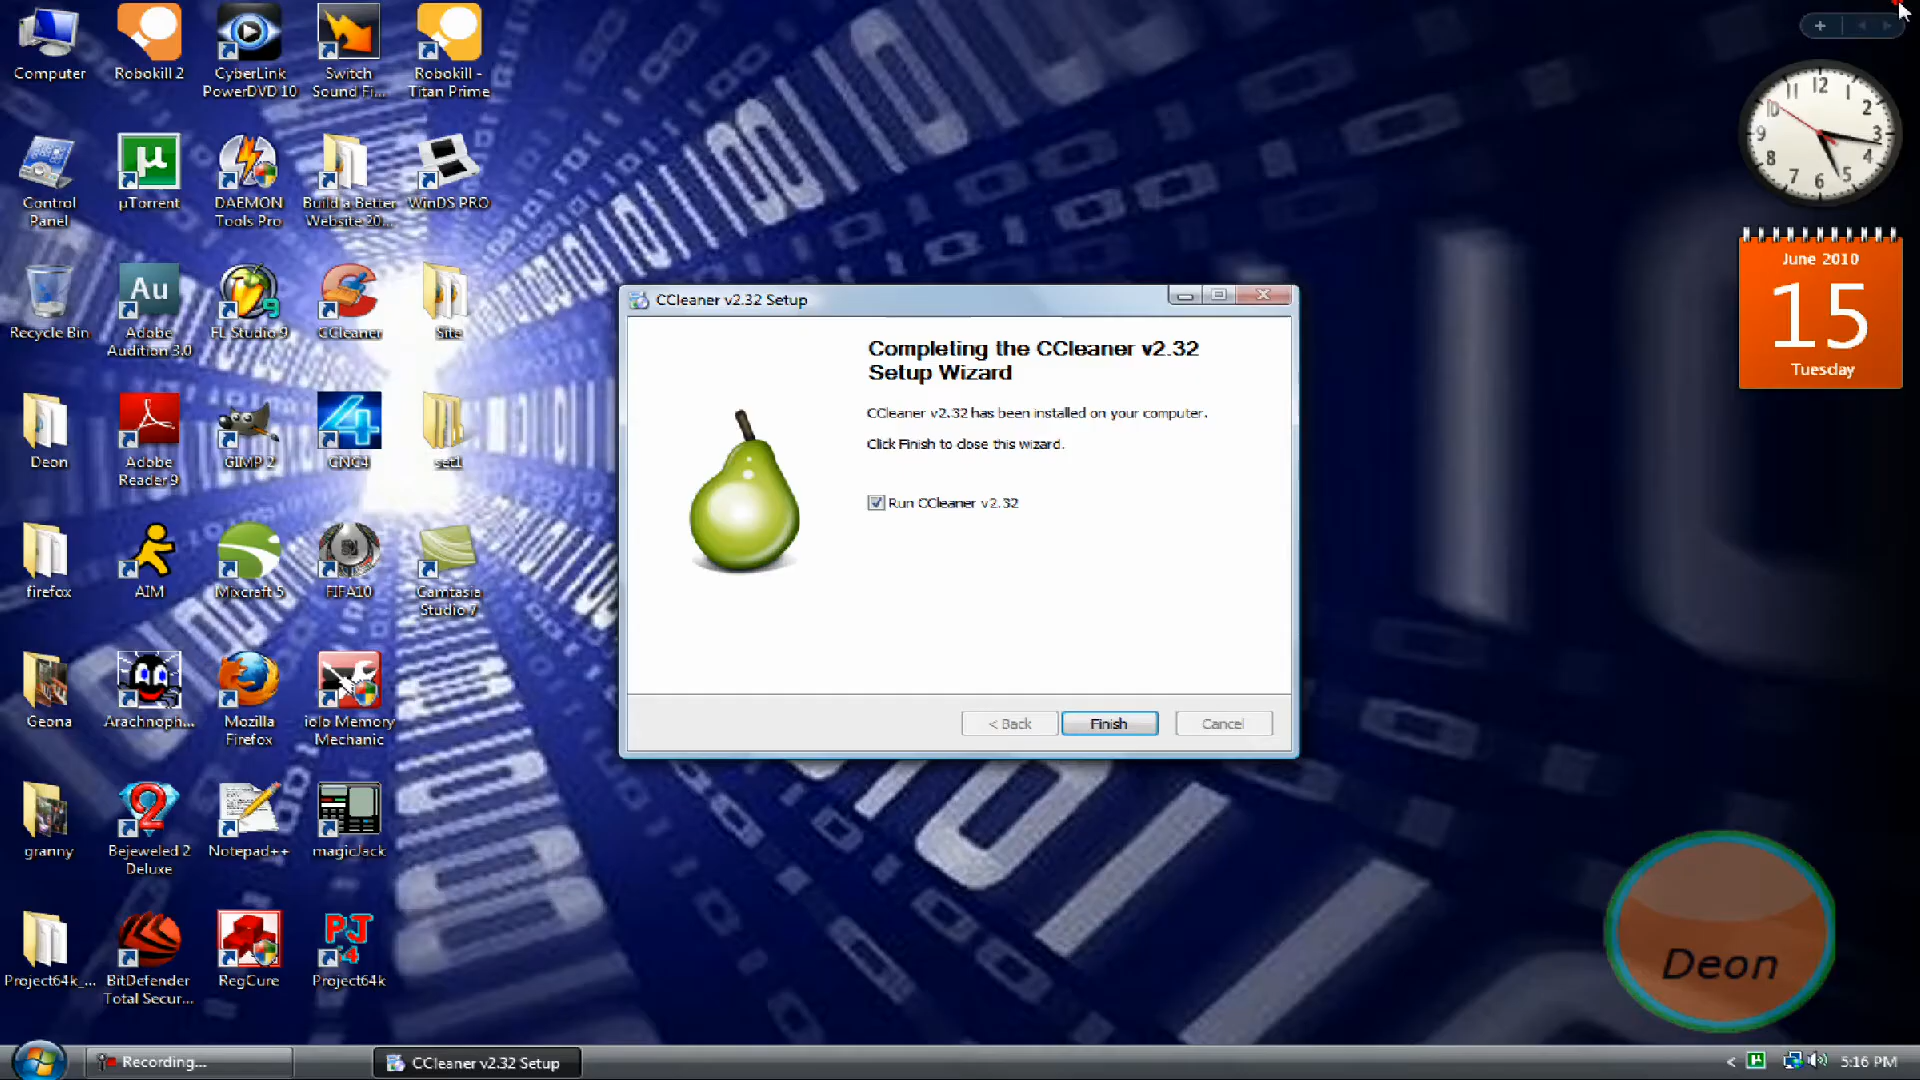 Computer
Robokill 2
CyberLink
PowerDVD 10
Switch
Sound Fi...
Robokill -
Titan Prime
Control
Panel
µTorrent
DAEMON
Tools Pro
Build a Better
Website 20...
WinDS PRO
Recycle Bin
Au
Adobe
Audition 3.0
9
FL Studio 9
CCleaner
Site
Deon
Adobe
Reader 9
GIMP 2
4
CNC4
set1
firefox
AIM
Mixcraft 5
FIFA10
Camtasia
Studio 7
Geona
Arachnoph...
Mozilla
Firefox
iolo Memory
Mechanic
granny
2
Bejeweled 2
Deluxe
Notepad++
magicJack
Project64k_...
BitDefender
Total Secur...
RegCure
PJ
64
Project64k
CCleaner v2.32 Setup
Completing the CCleaner v2.32
Setup Wizard
CCleaner v2.32 has been installed on your computer.
Click Finish to close this wizard.
Run CCleaner v2.32
< Back
Finish
Cancel
12
1
2
3
4
5
6
7
8
9
10
11
June 2010
15
Tuesday
Deon
Recording...
CCleaner v2.32 Setup
5:16 PM